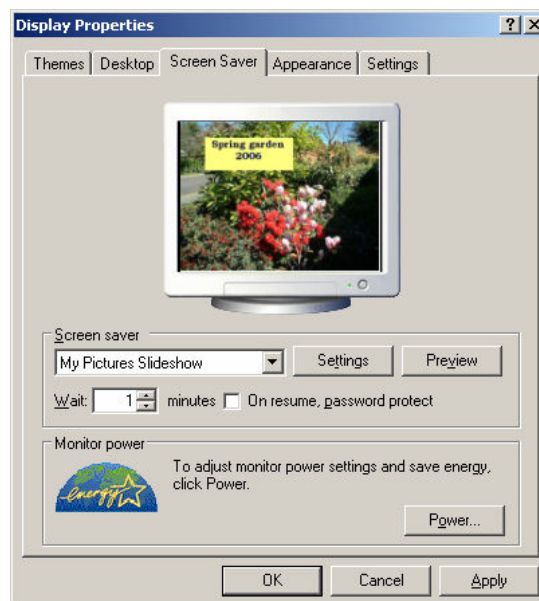 Display Properties
Themes Desktop Screen Saver Appearance Settings
Spring garden
2006
Screen saver
My Pictures Slideshow Settings Preview
Wait: 1 minutes On resume, password protect
Monitor power
energy
To adjust monitor power settings and save energy,
click Power.
Power...
OK Cancel Apply